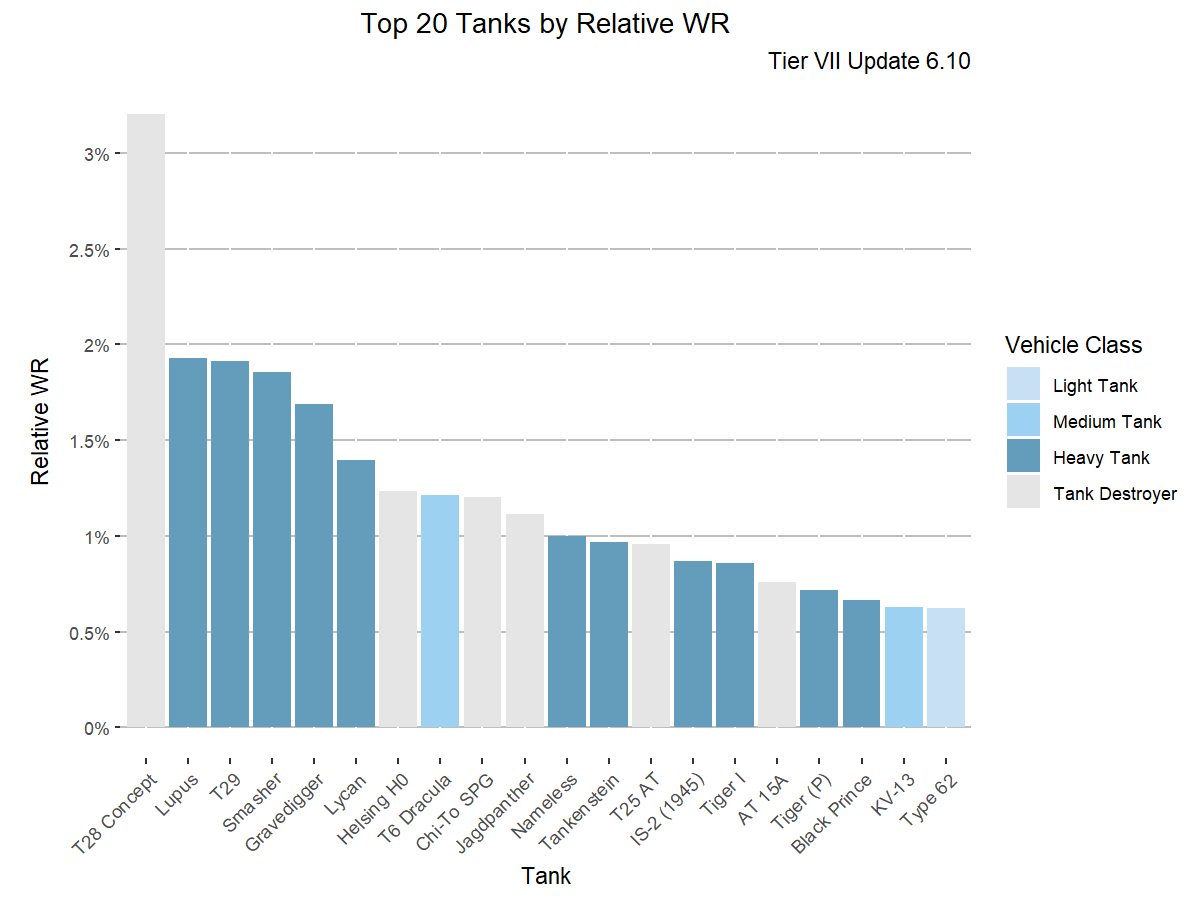 Top 20 Tanks by Relative WR
Tier VII Update 6.10
3%
2.5%
2%
1.5%
1%
0.5%
0%
Relative WR
T28 Concept
Lupus
T29
Smasher
Gravedigger
Lycan
Helsing H0
T6 Dracula
Chi-To SPG
Jagdpanther
Nameless
Tankenstein
T25 AT
IS-2 (1945)
Tiger I
AT 15A
Tiger (P)
Black Prince
KV-13
Type 62
Tank
Vehicle Class
Light Tank
Medium Tank
Heavy Tank
Tank Destroyer